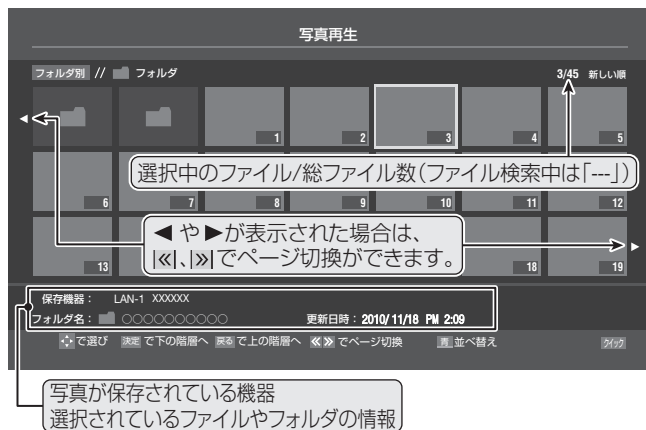 写真再生
フォルダ別 // フォルダ 3/45 新しい順
1 2 3 4 5
選択中のファイル/総ファイル数(ファイル検索中は「---」)
6 7 8 9 10 11 12
◀ や ▶が表示された場合は、
|≪|、|≫|でページ切換ができます。
13 18 19
保存機器： LAN-1 XXXXXX
フォルダ名： 〇〇〇〇〇〇〇〇〇〇 更新日時：2010/11/18 PM 2:09
で選び 決定 で下の階層へ 戻る で上の階層へ ≪≫ でページ切換 青 並べ替え クイック
写真が保存されている機器
選択されているファイルやフォルダの情報